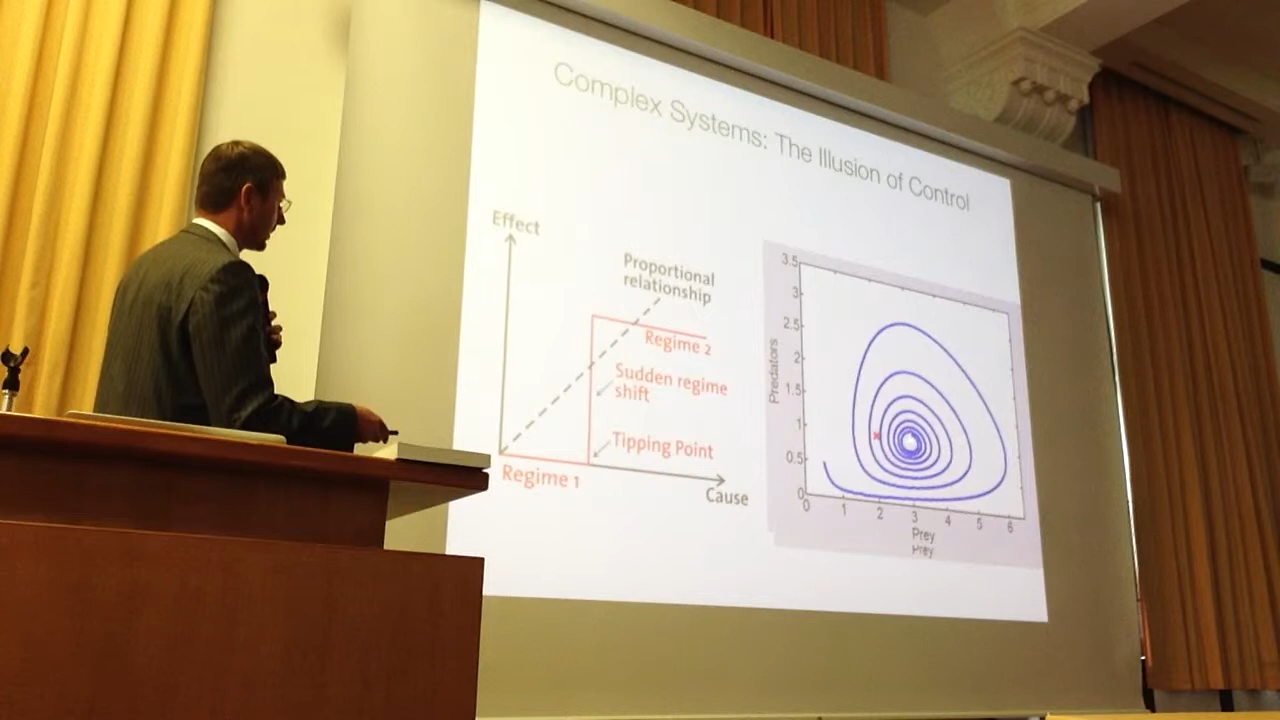 Complex Systems: The Illusion of Control
Effect
Proportional
relationship
Regime 2
Sudden regime
shift
Tipping Point
Regime 1
Cause
3.5
3
2.5
2
1.5
1
0.5
0
Predators
0 1 2 3 4 5 6
Prey
Prey